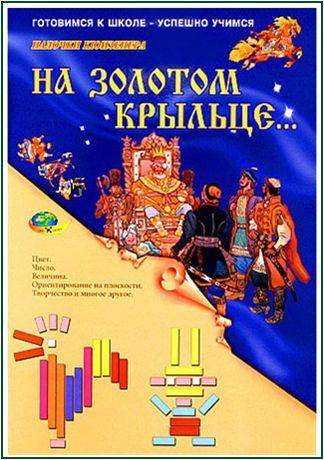 ГОТОВИМСЯ К ШКОЛЕ - УСПЕШНО УЧИМСЯ
ПАЛОЧКИ КЮИЗЕНЕРА
НА ЗОЛОТОМ
КРЫЛЬЦЕ...
Цвет.
Число.
Величина.
Ориентирование на плоскости.
Творчество и многое другое.